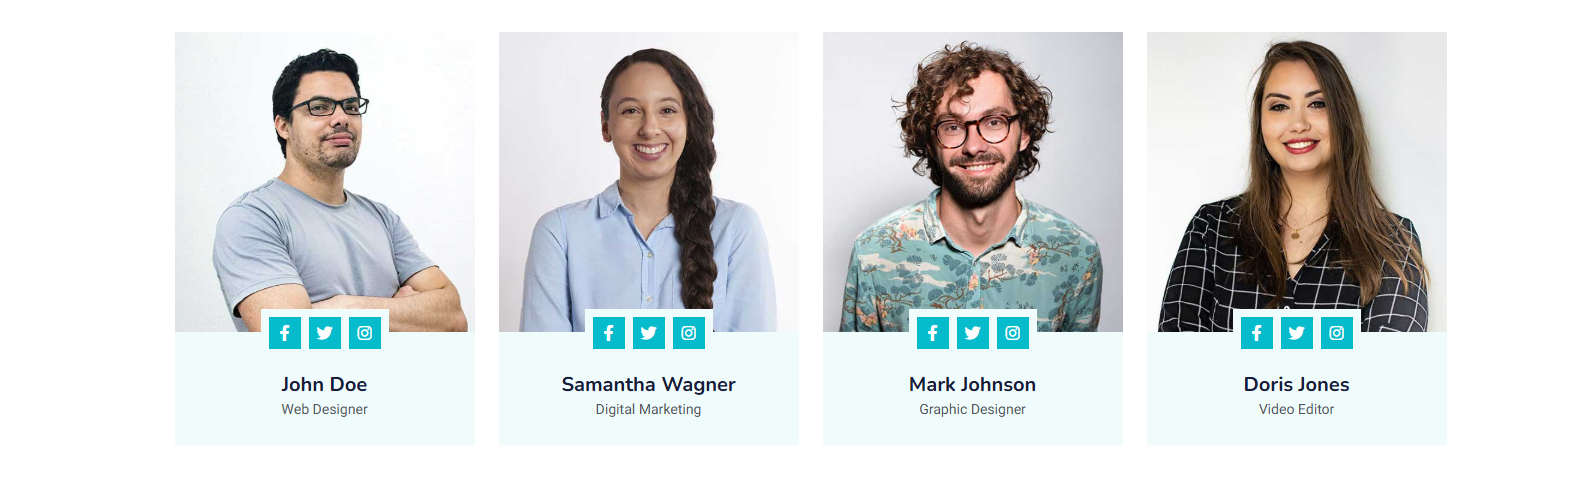 John Doe
Web Designer
Samantha Wagner
Digital Marketing
Mark Johnson
Graphic Designer
Doris Jones
Video Editor